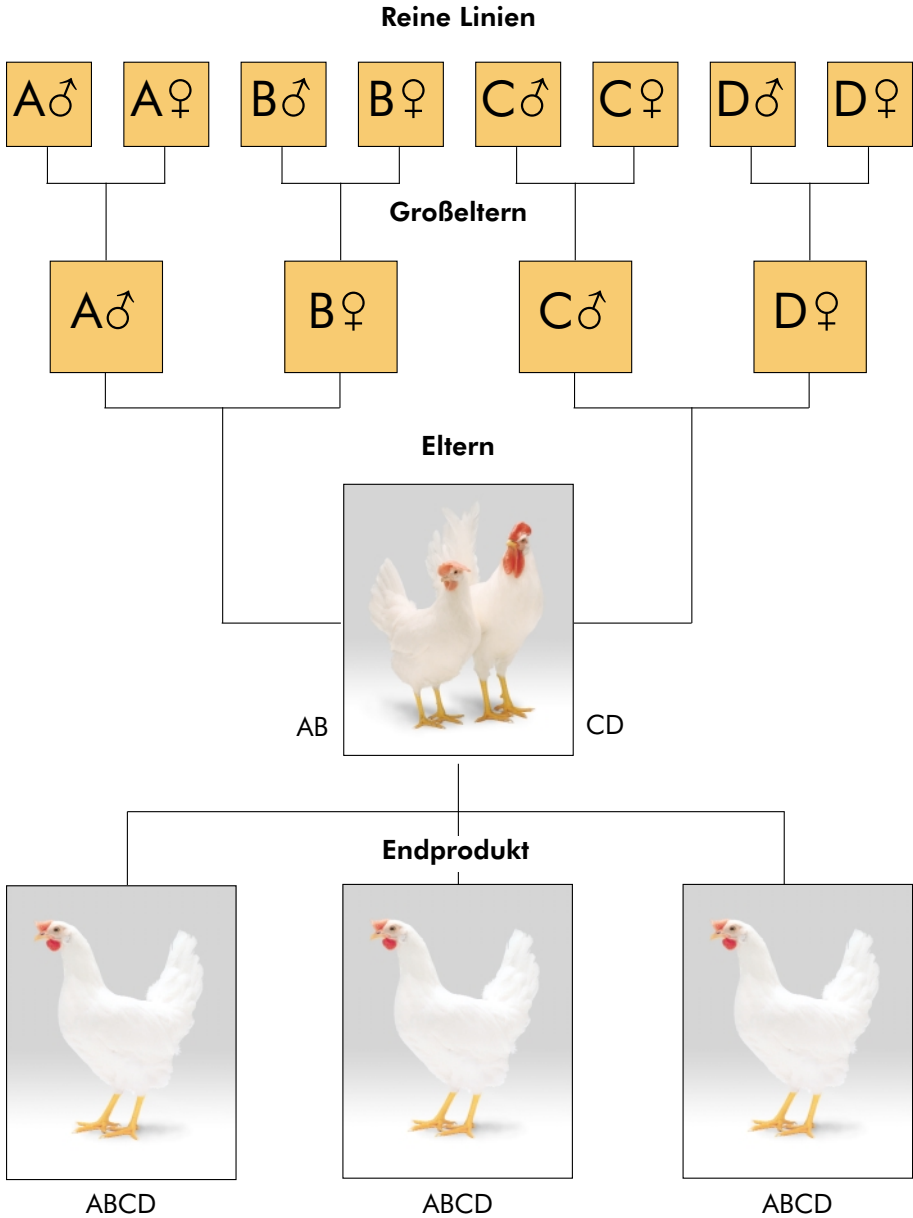 Reine Linien
A♂ A♀ B♂ B♀ C♂ C♀ D♂ D♀
Großeltern
A♂ B♀ C♂ D♀
Eltern
AB CD
Endprodukt
ABCD ABCD ABCD